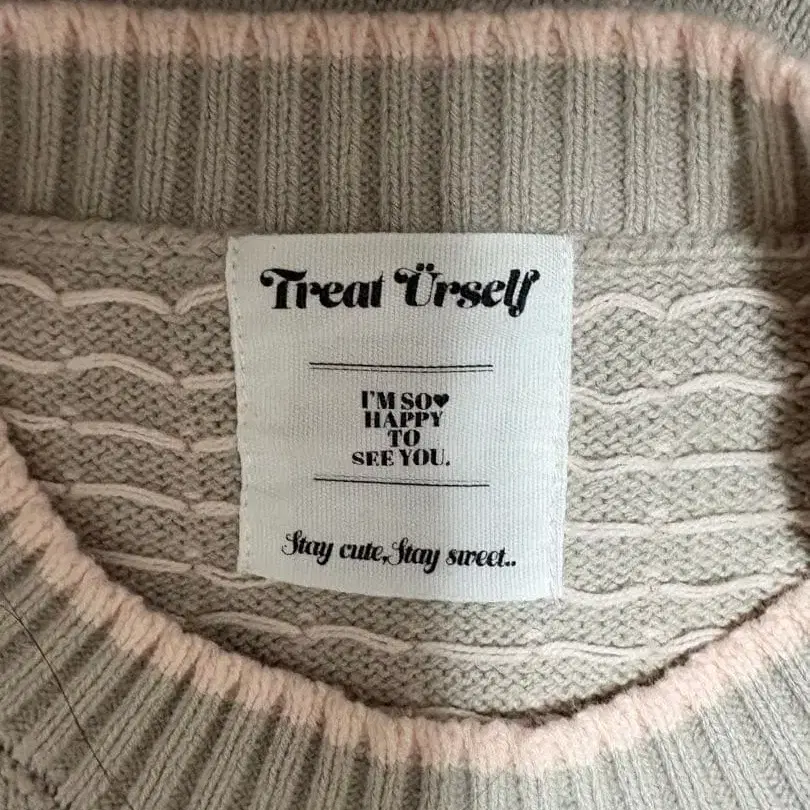 Treat Ürself
I'M SO♥
HAPPY
TO
SEE YOU.
Stay cute,Stay sweet..